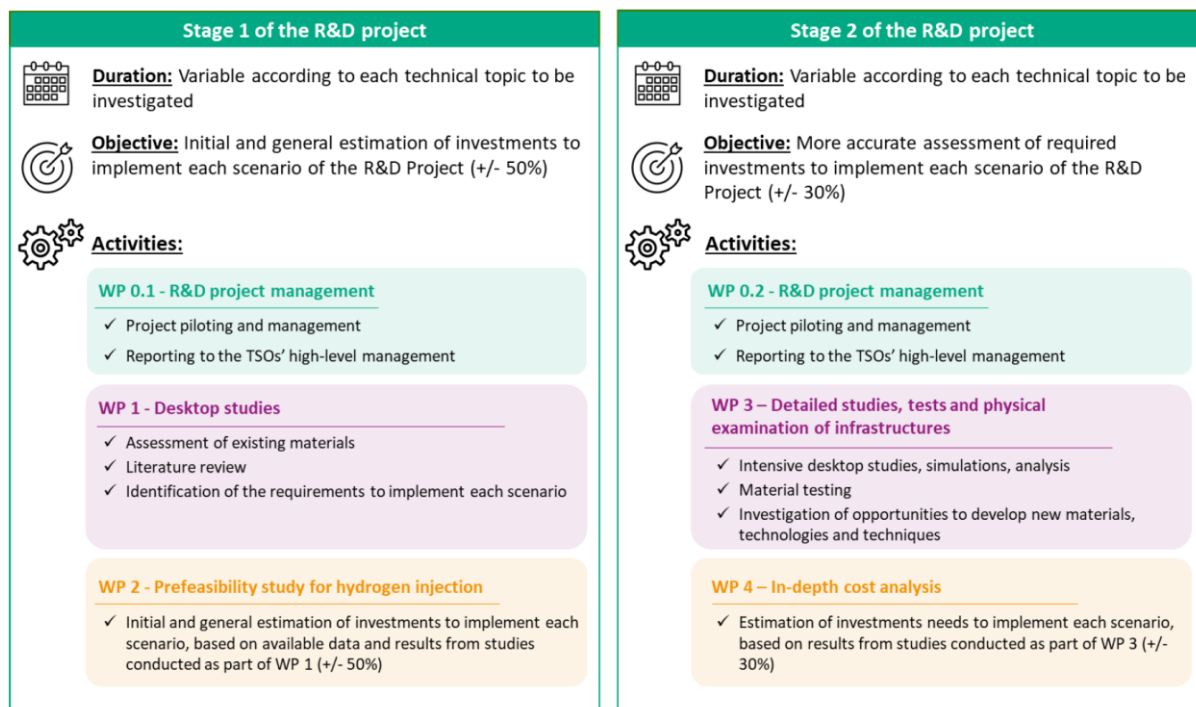 Stage 1 of the R&D project
Duration: Variable according to each technical topic to be
investigated
Objective: Initial and general estimation of investments to
implement each scenario of the R&D Project (+/- 50%)
Activities:
WP 0.1 - R&D project management
✓ Project piloting and management
✓ Reporting to the TSOs' high-level management
WP 1 - Desktop studies
✓ Assessment of existing materials
✓ Literature review
✓ Identification of the requirements to implement each scenario
WP 2 - Prefeasibility study for hydrogen injection
✓ Initial and general estimation of investments to implement each
scenario, based on available data and results from studies
conducted as part of WP 1 (+/- 50%)
Stage 2 of the R&D project
Duration: Variable according to each technical topic to be
investigated
Objective: More accurate assessment of required
investments to implement each scenario of the R&D
Project (+/- 30%)
Activities:
WP 0.2 - R&D project management
✓ Project piloting and management
✓ Reporting to the TSOs' high-level management
WP 3 – Detailed studies, tests and physical
examination of infrastructures
✓ Intensive desktop studies, simulations, analysis
✓ Material testing
✓ Investigation of opportunities to develop new materials,
technologies and techniques
WP 4 – In-depth cost analysis
✓ Estimation of investments needs to implement each scenario,
based on results from studies conducted as part of WP 3 (+/-
30%)